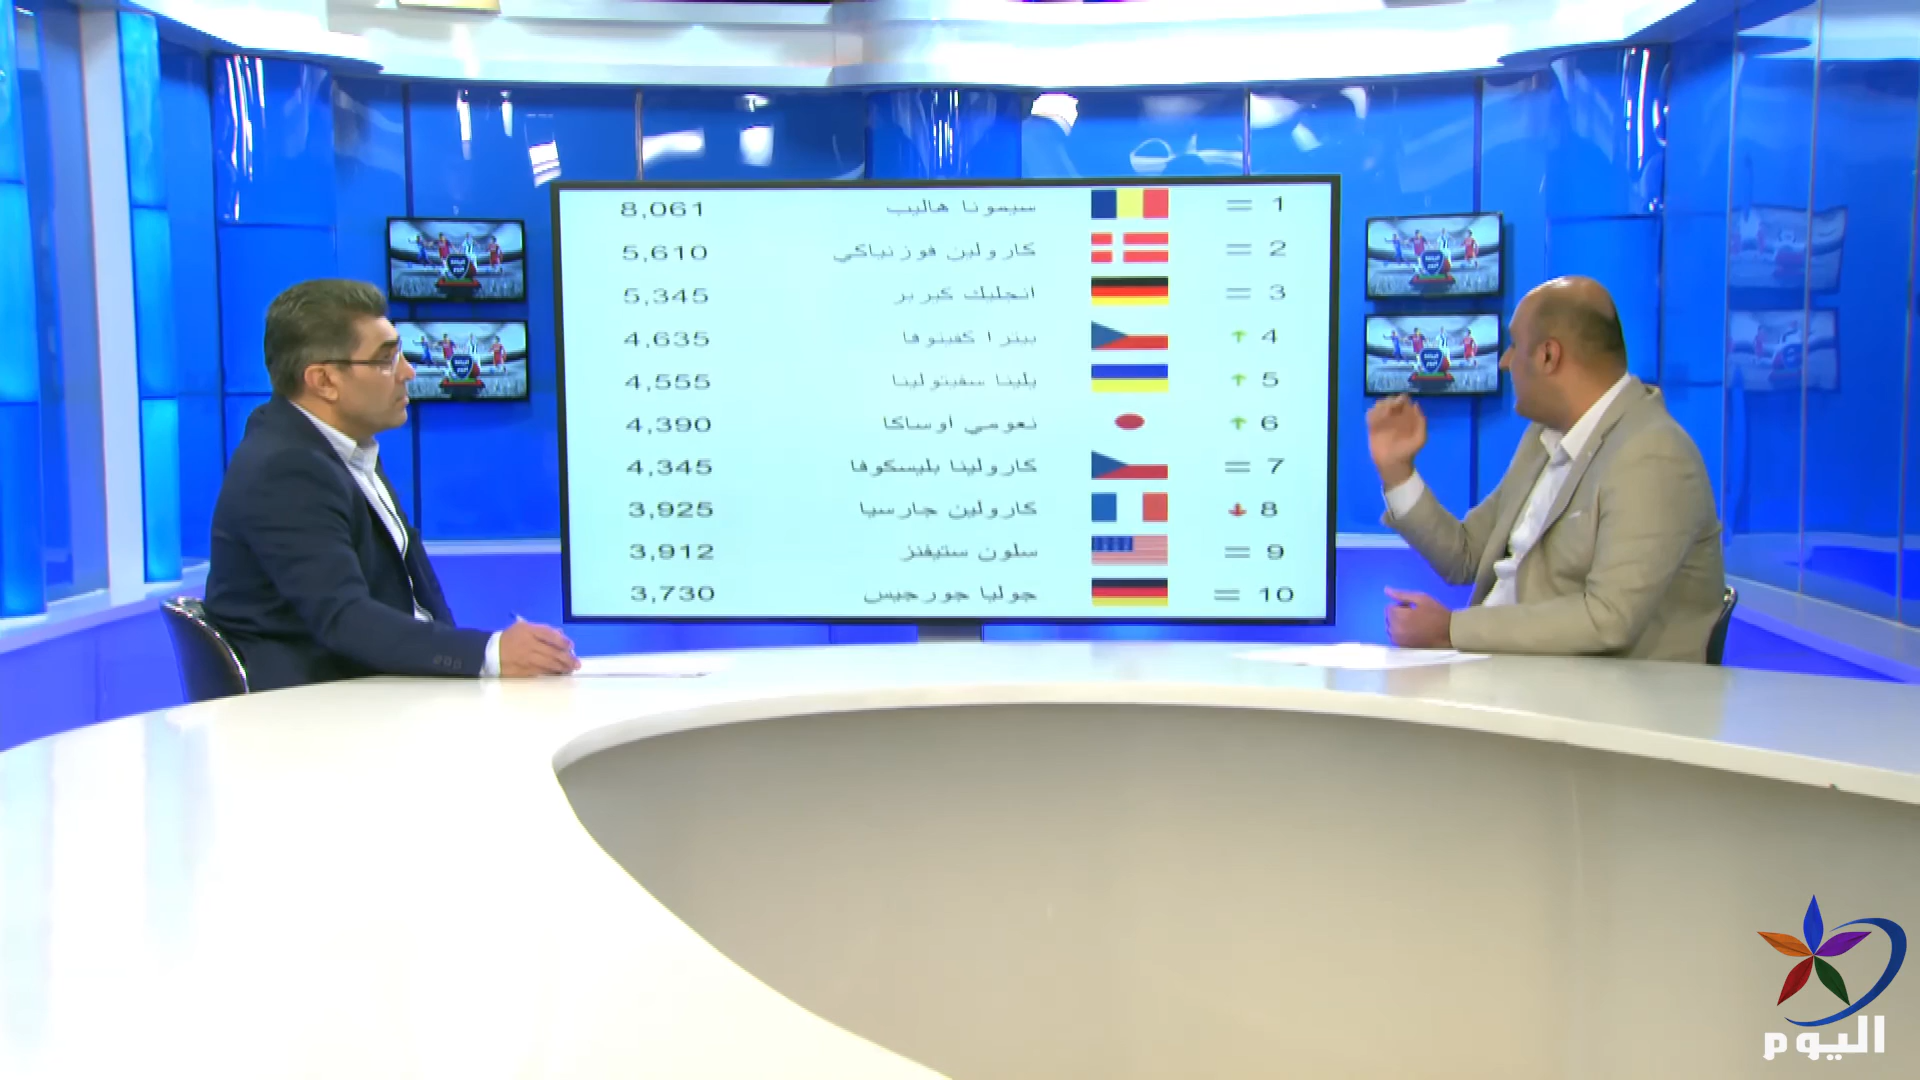 1 = سيمونا هاليب 8,061
2 = كارولين فوزنياكي 5,610
3 = انجليك كيربر 5,345
4 بيترا كفيتوفا 4,635
5 يلينا سفيتولينا 4,555
6 نعومي أوساكا 4,390
7 = كارولينا بليسكوفا 4,345
8 كارولين جارسيا 3,925
9 = سلون ستيفنز 3,912
10 = جوليا جورجيس 3,730
اليوم